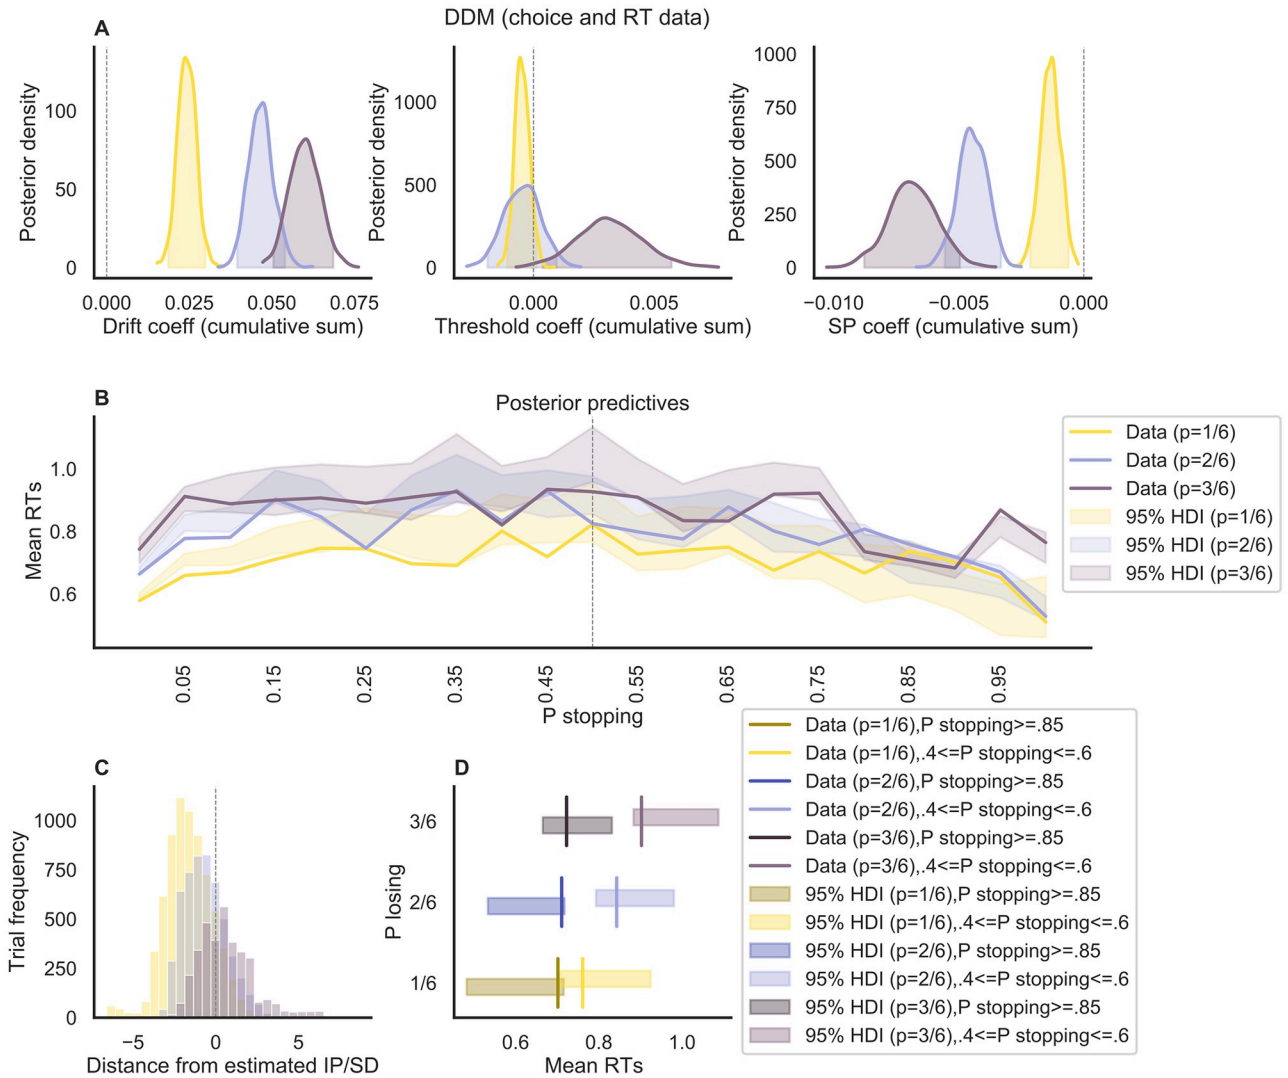 A
DDM (choice and RT data)
Posterior density
100
50
0
0.000
0.025
0.050
0.075
Drift coeff (cumulative sum)
Posterior density
1000
500
0
0.000
0.005
Threshold coeff (cumulative sum)
Posterior density
1000
750
500
250
0
−0.010
−0.005
0.000
SP coeff (cumulative sum)
B
Posterior predictives
Mean RTs
1.0
0.8
0.6
0.05
0.15
0.25
0.35
0.45
0.55
0.65
0.75
0.85
0.95
P stopping
Data (p=1/6)
Data (p=2/6)
Data (p=3/6)
95% HDI (p=1/6)
95% HDI (p=2/6)
95% HDI (p=3/6)
C
Trial frequency
1000
750
500
250
0
−5
0
5
Distance from estimated IP/SD
D
P losing
3/6
2/6
1/6
0.6
0.8
1.0
Mean RTs
Data (p=1/6),P stopping>=.85
Data (p=1/6),.4<=P stopping<=.6
Data (p=2/6),P stopping>=.85
Data (p=2/6),.4<=P stopping<=.6
Data (p=3/6),P stopping>=.85
Data (p=3/6),.4<=P stopping<=.6
95% HDI (p=1/6),P stopping>=.85
95% HDI (p=1/6),.4<=P stopping<=.6
95% HDI (p=2/6),P stopping>=.85
95% HDI (p=2/6),.4<=P stopping<=.6
95% HDI (p=3/6),P stopping>=.85
95% HDI (p=3/6),.4<=P stopping<=.6